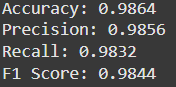 Accuracy: 0.9864
Precision: 0.9856
Recall: 0.9832
F1 Score: 0.9844